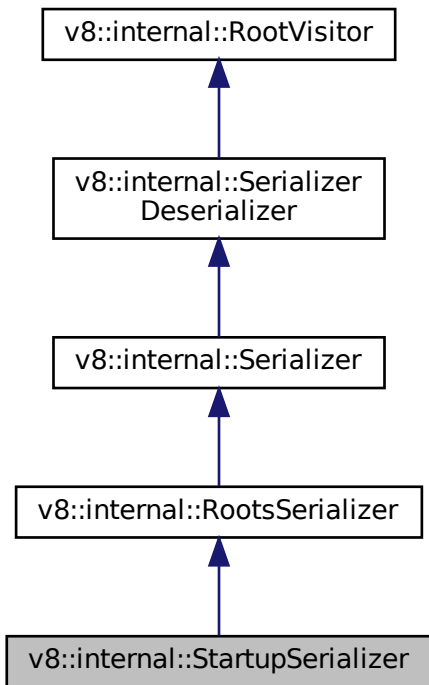 v8::internal::RootVisitor
v8::internal::Serializer
Deserializer
v8::internal::Serializer
v8::internal::RootsSerializer
v8::internal::StartupSerializer